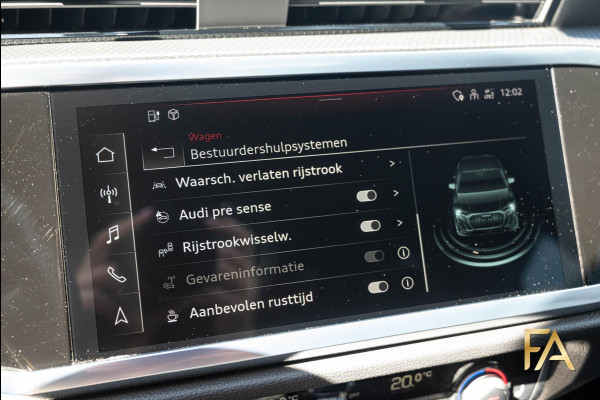 12:02
Wagen
Bestuurdershulpsystemen
Waarsch. verlaten rijstrook
Audi pre sense
Rijstrookwisselw.
Gevareninformatie
Aanbevolen rusttijd
FA
20.0